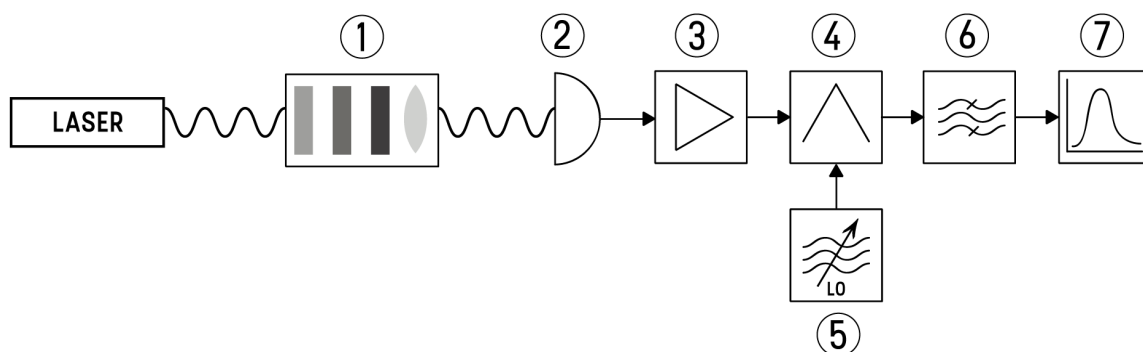 ① ② ③ ④ ⑥ ⑦
LASER
LO
⑤